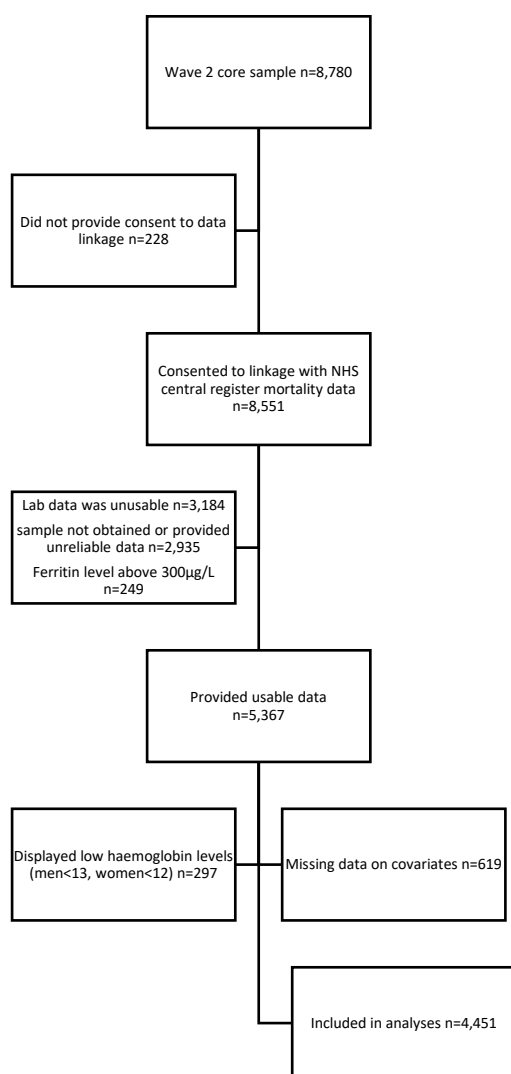 Wave 2 core sample n=8,780
Did not provide consent to data
linkage n=228
Consented to linkage with NHS
central register mortality data
n=8,551
Lab data was unusable n=3,184
sample not obtained or provided
unreliable data n=2,935
Ferritin level above 300µg/L
n=249
Provided usable data
n=5,367
Displayed low haemoglobin levels
(men<13, women<12) n=297
Missing data on covariates n=619
Included in analyses n=4,451